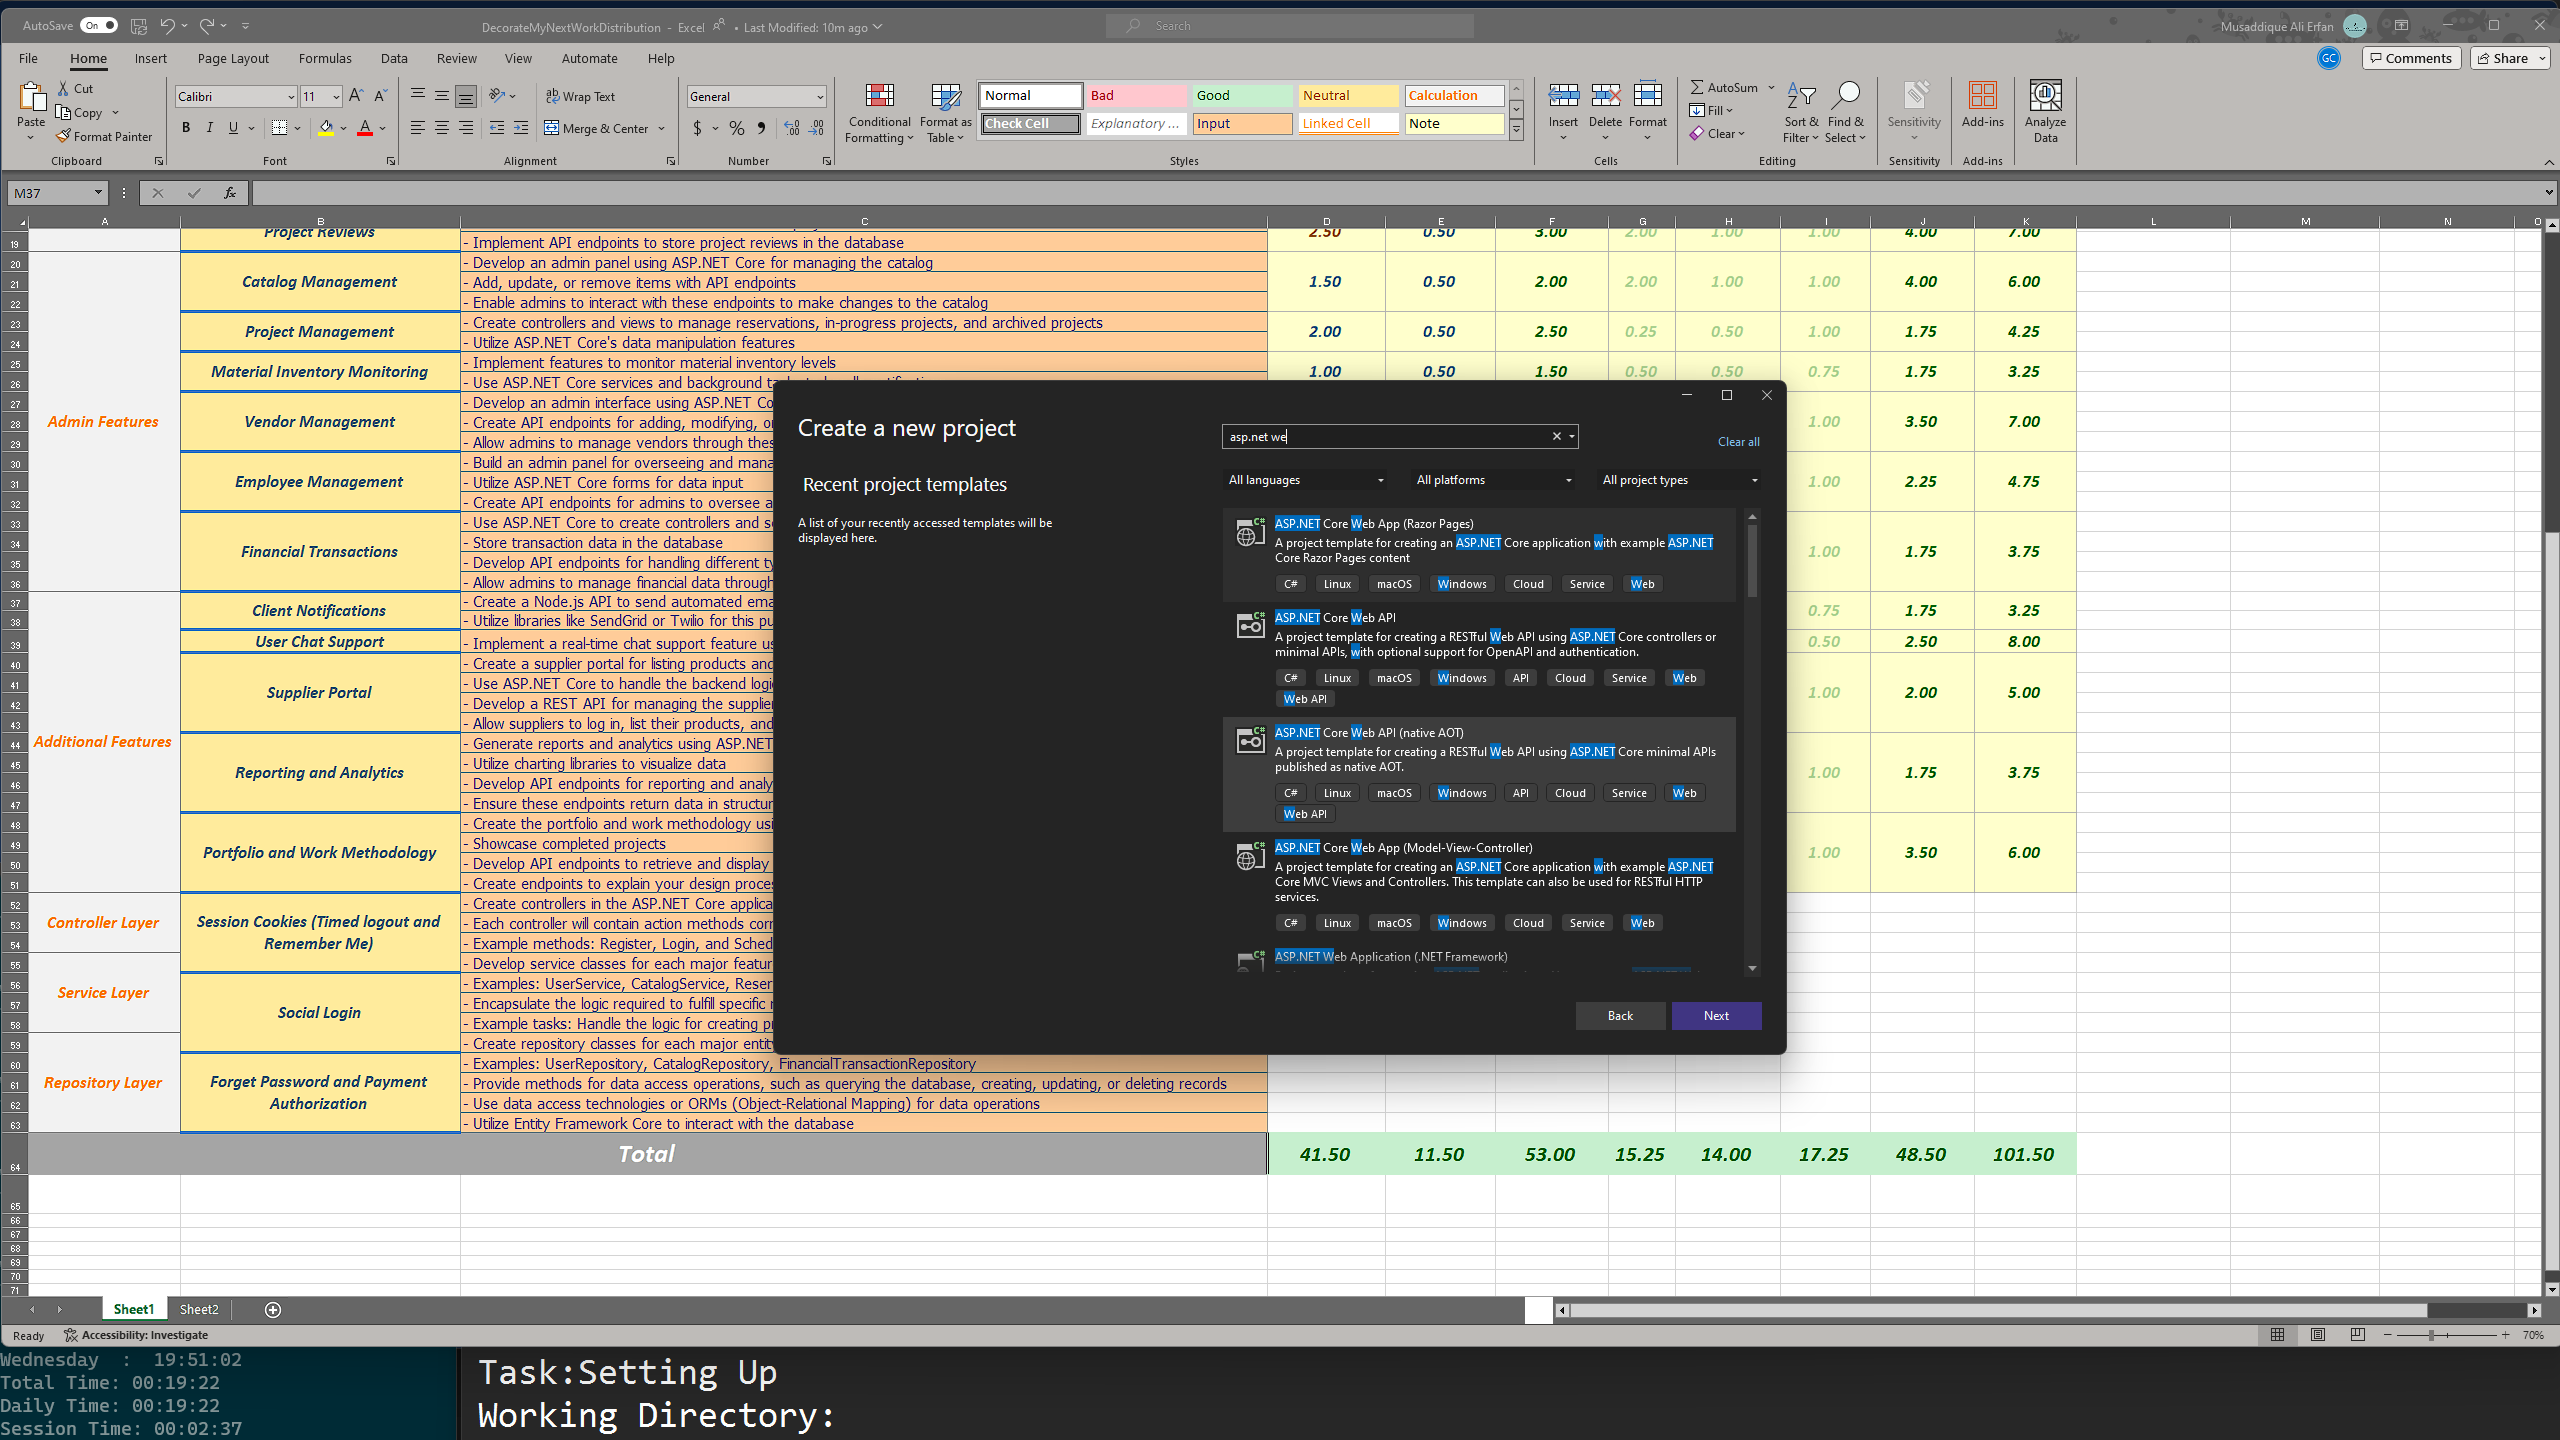 AutoSave On DecorateMyNextWorkDistribution - Excel • Last Modified: 10m ago Search Musaddique Ali Erfan
File Home Insert Page Layout Formulas Data Review View Automate Help GC Comments Share
Cut
Copy
Paste
Format Painter
Clipboard
Calibri 11
B I U
Font
Wrap Text
Merge & Center
Alignment
General
$ % 
Number
Conditional Formatting
Format as Table
Normal Bad Good Neutral Calculation
Check Cell Explanatory ... Input Linked Cell Note
Styles
Insert Delete Format
Cells
AutoSum
Fill
Clear
Sort & Filter
Find & Select
Editing
Sensitivity
Sensitivity
Add-ins
Add-ins
Analyze Data
M37 fx
A B C D E F G H I J K L M N O
Project Reviews 2.50 0.50 3.00 2.00 1.00 1.00 4.00 7.00
19 - Implement API endpoints to store project reviews in the database
20 - Develop an admin panel using ASP.NET Core for managing the catalog
21 Catalog Management - Add, update, or remove items with API endpoints 1.50 0.50 2.00 2.00 1.00 1.00 4.00 6.00
22 - Enable admins to interact with these endpoints to make changes to the catalog
23 - Create controllers and views to manage reservations, in-progress projects, and archived projects
Project Management 2.00 0.50 2.50 0.25 0.50 1.00 1.75 4.25
24 - Utilize ASP.NET Core's data manipulation features
25 - Implement features to monitor material inventory levels
Material Inventory Monitoring 1.00 0.50 1.50 0.50 0.50 0.75 1.75 3.25
26 - Use ASP.NET Core services and background
27 - Develop an admin interface using ASP.NET Co
28 Admin Features Vendor Management - Create API endpoints for adding, modifying, o 1.00 3.50 7.00
29 - Allow admins to manage vendors through thes
30 - Build an admin panel for overseeing and mana
31 Employee Management - Utilize ASP.NET Core forms for data input 1.00 2.25 4.75
32 - Create API endpoints for admins to oversee a
33 - Use ASP.NET Core to create controllers and s
34 - Store transaction data in the database
Financial Transactions 1.00 1.75 3.75
35 - Develop API endpoints for handling different ty
36 - Allow admins to manage financial data through
37 - Create a Node.js API to send automated ema
Client Notifications 0.75 1.75 3.25
38 - Utilize libraries like SendGrid or Twilio for this pu
39 User Chat Support - Implement a real-time chat support feature us 0.50 2.50 8.00
40 - Create a supplier portal for listing products and
41 - Use ASP.NET Core to handle the backend logi
Supplier Portal 1.00 2.00 5.00
42 - Develop a REST API for managing the supplier
43 - Allow suppliers to log in, list their products, and
44 Additional Features - Generate reports and analytics using ASP.NET
45 - Utilize charting libraries to visualize data
Reporting and Analytics 1.00 1.75 3.75
46 - Develop API endpoints for reporting and analy
47 - Ensure these endpoints return data in structur
48 - Create the portfolio and work methodology usi
49 - Showcase completed projects
Portfolio and Work Methodology 1.00 3.50 6.00
50 - Develop API endpoints to retrieve and display
51 - Create endpoints to explain your design proces
52 - Create controllers in the ASP.NET Core applica
53 Controller Layer Session Cookies (Timed logout and Remember Me) - Each controller will contain action methods corr
54 - Example methods: Register, Login, and Sched
55 - Develop service classes for each major featur
56 - Examples: UserService, CatalogService, Reser
Service Layer
57 Social Login - Encapsulate the logic required to fulfill specific r
58 - Example tasks: Handle the logic for creating p
59 - Create repository classes for each major entity
60 - Examples: UserRepository, CatalogRepository, FinancialTransactionRepository
61 Repository Layer Forget Password and Payment Authorization - Provide methods for data access operations, such as querying the database, creating, updating, or deleting records
62 - Use data access technologies or ORMs (Object-Relational Mapping) for data operations
63 - Utilize Entity Framework Core to interact with the database
64 Total 41.50 11.50 53.00 15.25 14.00 17.25 48.50 101.50
65
66
67
68
69
70
71
Create a new project
asp.net we
Clear all
Recent project templates
All languages All platforms All project types
A list of your recently accessed templates will be
displayed here.
ASP.NET Core Web App (Razor Pages)
A project template for creating an ASP.NET Core application with example ASP.NET
Core Razor Pages content
C# Linux macOS Windows Cloud Service Web
ASP.NET Core Web API
A project template for creating a RESTful Web API using ASP.NET Core controllers or
minimal APIs, with optional support for OpenAPI and authentication.
C# Linux macOS Windows API Cloud Service Web
Web API
ASP.NET Core Web API (native AOT)
A project template for creating a RESTful Web API using ASP.NET Core minimal APIs
published as native AOT.
C# Linux macOS Windows API Cloud Service Web
Web API
ASP.NET Core Web App (Model-View-Controller)
A project template for creating an ASP.NET Core application with example ASP.NET
Core MVC Views and Controllers. This template can also be used for RESTful HTTP
services.
C# Linux macOS Windows Cloud Service Web
ASP.NET Web Application (.NET Framework)
Back Next
Sheet1 Sheet2
Ready Accessibility: Investigate 70%
Wednesday : 19:51:02
Total Time: 00:19:22
Daily Time: 00:19:22
Session Time: 00:02:37
Task:Setting Up
Working Directory: